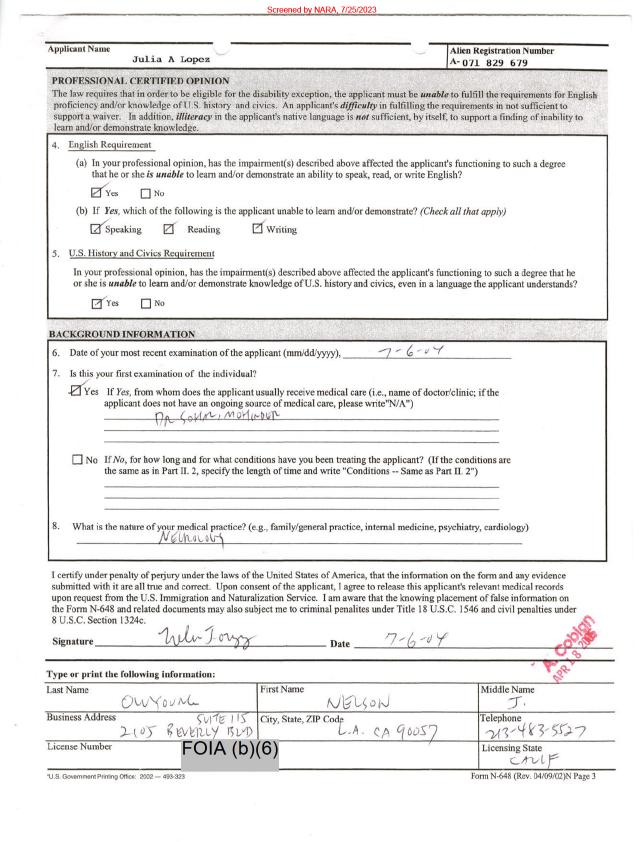 Screened by NARA, 7/25/2023
Applicant Name
Julia A Lopez
Alien Registration Number
A- 071 829 679
PROFESSIONAL CERTIFIED OPINION
The law requires that in order to be eligible for the disability exception, the applicant must be unable to fulfill the requirements for English
proficiency and/or knowledge of U.S. history and civics. An applicant's difficulty in fulfilling the requirements in not sufficient to
support a waiver. In addition, illiteracy in the applicant's native language is not sufficient, by itself, to support a finding of inability to
learn and/or demonstrate knowledge.
4. English Requirement
(a) In your professional opinion, has the impairment(s) described above affected the applicant's functioning to such a degree
that he or she is unable to learn and/or demonstrate an ability to speak, read, or write English?
Yes No
(b) If Yes, which of the following is the applicant unable to learn and/or demonstrate? (Check all that apply)
Speaking Reading Writing
5. U.S. History and Civics Requirement
In your professional opinion, has the impairment(s) described above affected the applicant's functioning to such a degree that he
or she is unable to learn and/or demonstrate knowledge of U.S. history and civics, even in a language the applicant understands?
Yes No
BACKGROUND INFORMATION
6. Date of your most recent examination of the applicant (mm/dd/yyyy), 7-6-04
7. Is this your first examination of the individual?
Yes If Yes, from whom does the applicant usually receive medical care (i.e., name of doctor/clinic; if the
applicant does not have an ongoing source of medical care, please write"N/A")
DR
No If No, for how long and for what conditions have you been treating the applicant? (If the conditions are
the same as in Part II. 2, specify the length of time and write "Conditions -- Same as Part II. 2")
8. What is the nature of your medical practice? (e.g., family/general practice, internal medicine, psychiatry, cardiology)
NEUROLOGY
I certify under penalty of perjury under the laws of the United States of America, that the information on the form and any evidence
submitted with it are all true and correct. Upon consent of the applicant, I agree to release this applicant's relevant medical records
upon request from the U.S. Immigration and Naturalization Service. I am aware that the knowing placement of false information on
the Form N-648 and related documents may also subject me to criminal penalites under Title 18 U.S.C. 1546 and civil penalties under
8 U.S.C. Section 1324c.
Signature Date 7-6-04
A. Coblan
APR 18
Type or print the following information:
Last Name
OWYOUNG
First Name
NELSON
Middle Name
J.
Business Address
SUITE 115
2105 BEVERLY BLVD
City, State, ZIP Code
L.A. CA 90057
Telephone
213-483-5527
License Number
FOIA (b)(6)
Licensing State
CALIF
*U.S. Government Printing Office: 2002 — 493-323
Form N-648 (Rev. 04/09/02)N Page 3